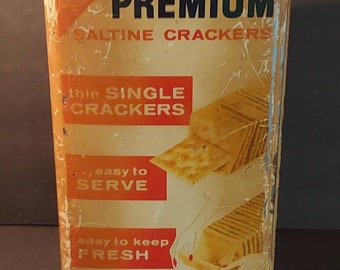 PREMIUM
SALTINE CRACKERS
thin SINGLE
CRACKERS
...easy to
SERVE
easy to keep
FRESH